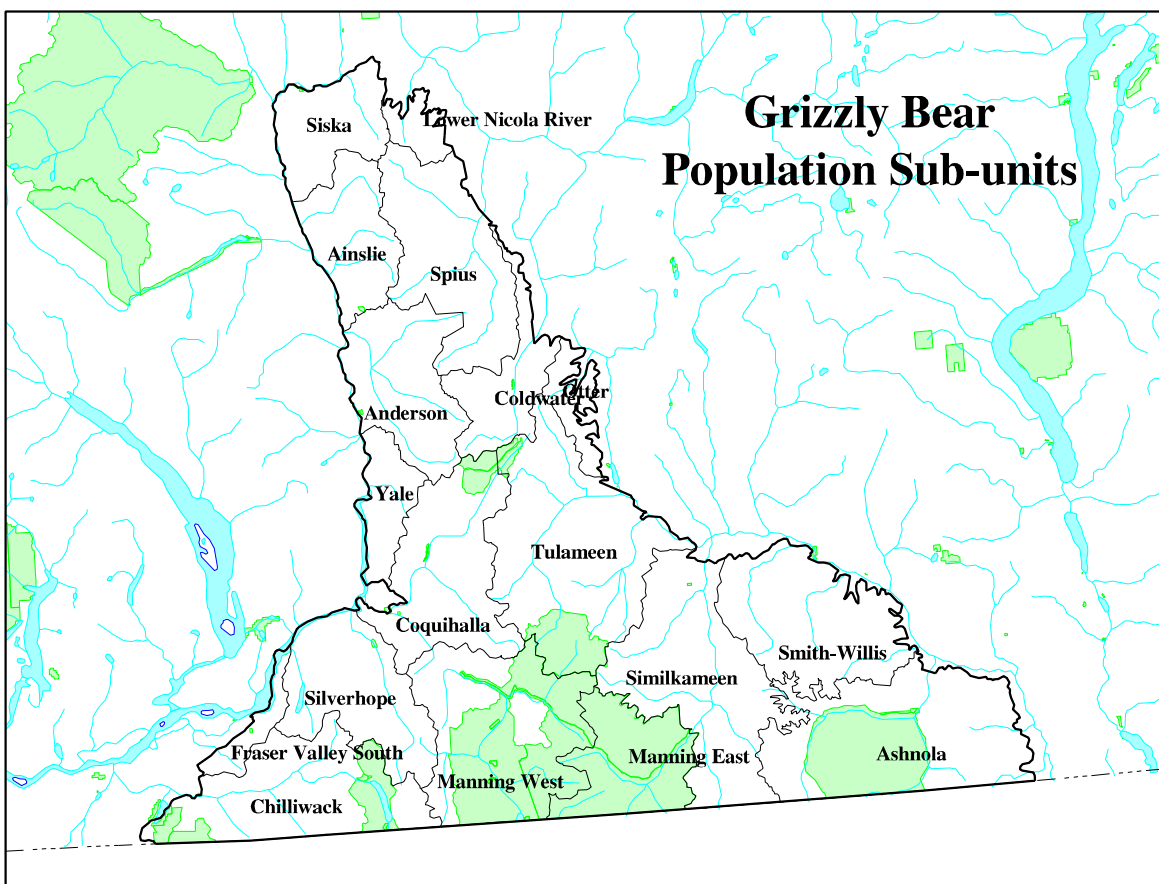 Grizzly Bear
Population Sub-units
Siska
Lower Nicola River
Ainslie
Spius
Coldwater
Otter
Anderson
Yale
Tulameen
Coquihalla
Smith-Willis
Similkameen
Silverhope
Fraser Valley South
Manning East
Ashnola
Manning West
Chilliwack